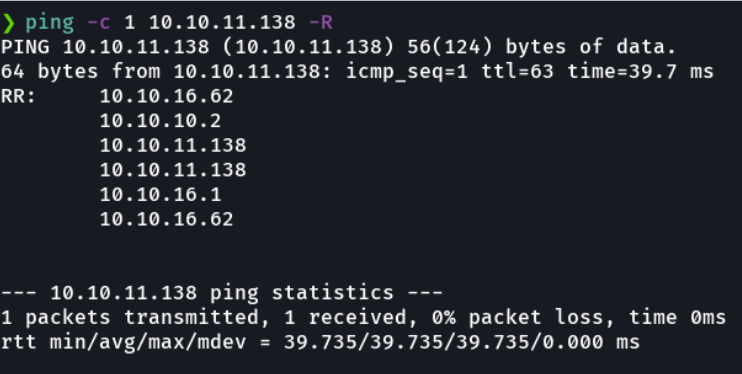 ❯ ping -c 1 10.10.11.138 -R
PING 10.10.11.138 (10.10.11.138) 56(124) bytes of data.
64 bytes from 10.10.11.138: icmp_seq=1 ttl=63 time=39.7 ms
RR:     10.10.16.62
        10.10.10.2
        10.10.11.138
        10.10.11.138
        10.10.16.1
        10.10.16.62

--- 10.10.11.138 ping statistics ---
1 packets transmitted, 1 received, 0% packet loss, time 0ms
rtt min/avg/max/mdev = 39.735/39.735/39.735/0.000 ms